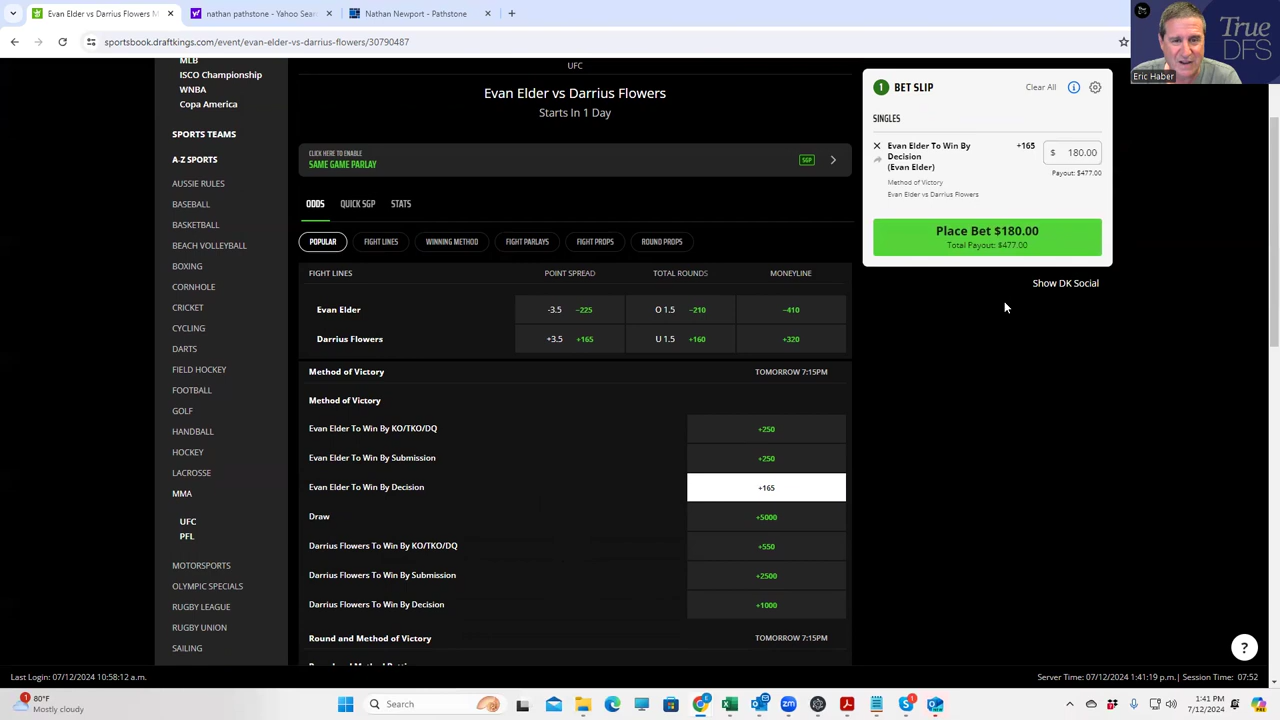 Evan Elder vs Darrius Flowers M
nathan pathstone - Yahoo Sear
Nathan Newport - Pathstone
sportsbook.draftkings.com/event/evan-elder-vs-darrius-flowers/30790487
True
DFS
Eric Haber
MLB
ISCO Championship
WNBA
Copa America
SPORTS TEAMS
A-Z SPORTS
AUSSIE RULES
BASEBALL
BASKETBALL
BEACH VOLLEYBALL
BOXING
CORNHOLE
CRICKET
CYCLING
DARTS
FIELD HOCKEY
FOOTBALL
GOLF
HANDBALL
HOCKEY
LACROSSE
MMA
UFC
PFL
MOTORSPORTS
OLYMPIC SPECIALS
RUGBY LEAGUE
RUGBY UNION
SAILING
UFC
Evan Elder vs Darrius Flowers
Starts In 1 Day
CLICK HERE TO ENABLE
SAME GAME PARLAY
SGP
ODDS QUICK SGP STATS
POPULAR FIGHT LINES WINNING METHOD FIGHT PARLAYS FIGHT PROPS ROUND PROPS
FIGHT LINES POINT SPREAD TOTAL ROUNDS MONEYLINE
Evan Elder -3.5 −225 O 1.5 −210 −410
Darrius Flowers +3.5 +165 U 1.5 +160 +320
Method of Victory TOMORROW 7:15PM
Method of Victory
Evan Elder To Win By KO/TKO/DQ +250
Evan Elder To Win By Submission +250
Evan Elder To Win By Decision +165
Draw +5000
Darrius Flowers To Win By KO/TKO/DQ +550
Darrius Flowers To Win By Submission +2500
Darrius Flowers To Win By Decision +1000
Round and Method of Victory TOMORROW 7:15PM
1 BET SLIP Clear All
SINGLES
Evan Elder To Win By
Decision
(Evan Elder)
+165 $ 180.00
Payout: $477.00
Method of Victory
Evan Elder vs Darrius Flowers
Place Bet $180.00
Total Payout: $477.00
Show DK Social
?
Last Login: 07/12/2024 10:58:12 a.m. Server Time: 07/12/2024 1:41:19 p.m.| Session Time: 07:52
80°F
Mostly cloudy
Search
1:41 PM
7/12/2024